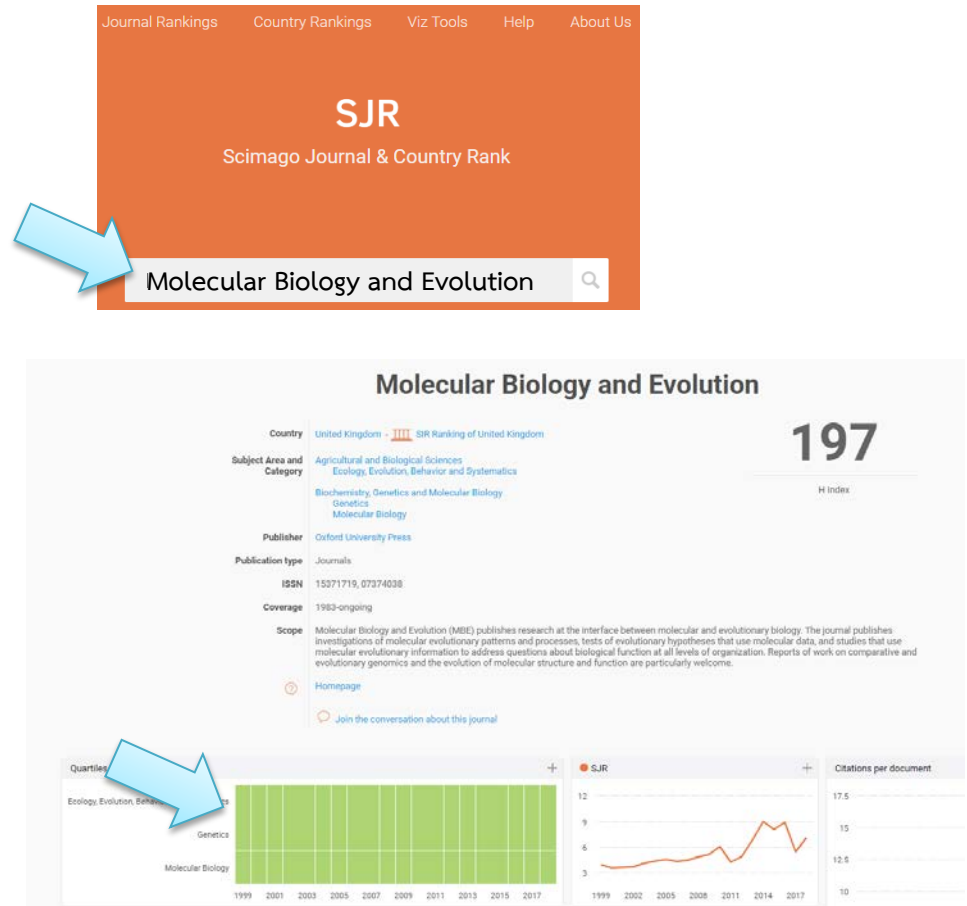 Journal Rankings Country Rankings Viz Tools Help About Us
SJR
Scimago Journal & Country Rank
Molecular Biology and Evolution
Molecular Biology and Evolution
Country United Kingdom - SIR Ranking of United Kingdom
197
H Index
Subject Area and Category
Agricultural and Biological Sciences
Ecology, Evolution, Behavior and Systematics
Biochemistry, Genetics and Molecular Biology
Genetics
Molecular Biology
Publisher Oxford University Press
Publication type Journals
ISSN 15371719, 07374038
Coverage 1983-ongoing
Scope Molecular Biology and Evolution (MBE) publishes research at the interface between molecular and evolutionary biology. The journal publishes
investigations of molecular evolutionary patterns and processes, tests of evolutionary hypotheses that use molecular data, and studies that use
molecular evolutionary information to address questions about biological function at all levels of organization. Reports of work on comparative and
evolutionary genomics and the evolution of molecular structure and function are particularly welcome.
? Homepage
Join the conversation about this journal
Quartiles +
Ecology, Evolution,
Genetics
Molecular Biology
1999 2001 2003 2005 2007 2009 2011 2013 2015 2017
SJR +
12
9
6
3
1999 2002 2005 2008 2011 2014 2017
Citations per document
17.5
15
12.5
10